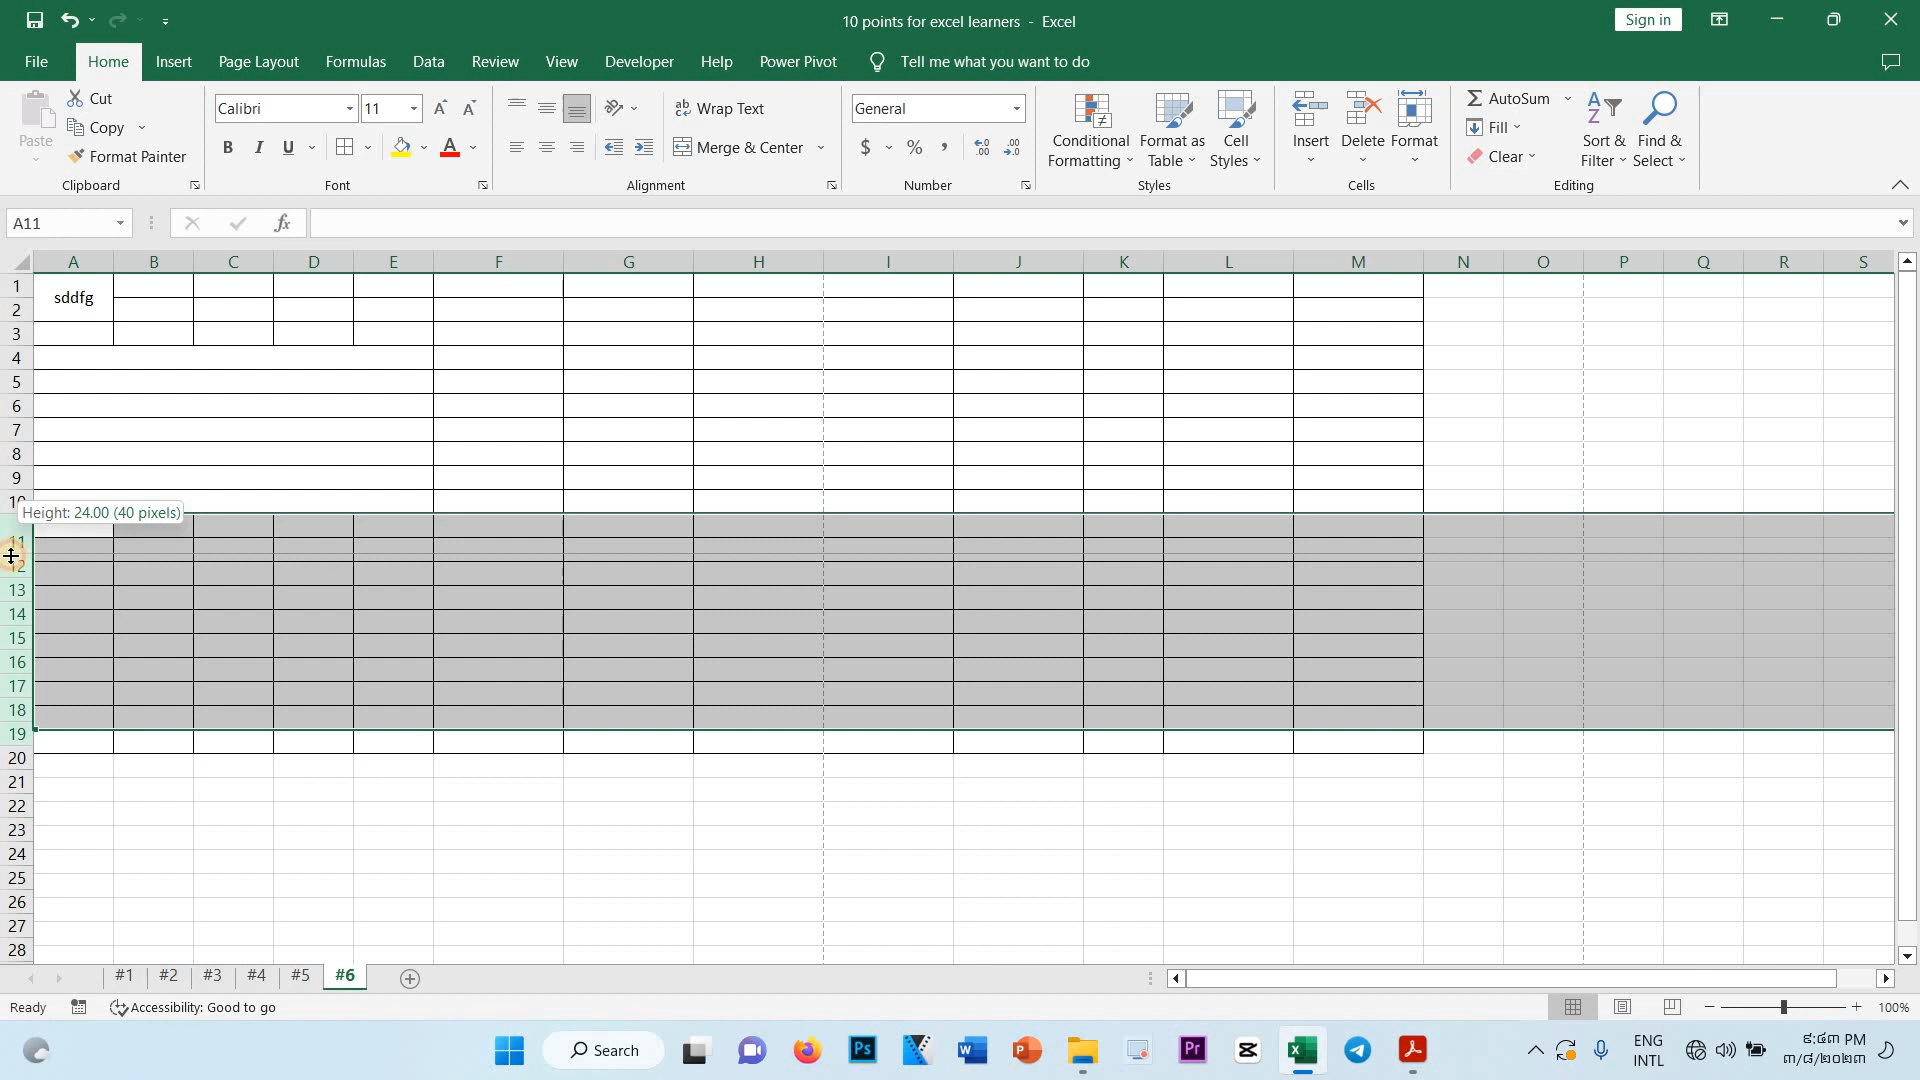 10 points for excel learners - Excel
Sign in
File Home Insert Page Layout Formulas Data Review View Developer Help Power Pivot Tell me what you want to do
Paste
Cut
Copy
Format Painter
Clipboard
Calibri 11
B I U A
Font
ab Wrap Text
Merge & Center
Alignment
General
$ % ,
Number
Conditional Formatting
Format as Table
Cell Styles
Styles
Insert Delete Format
Cells
AutoSum
Fill
Clear
Sort & Filter
Find & Select
Editing
A11 fx
A B C D E F G H I J K L M N O P Q R S
1
sddfg
2
3
4
5
6
7
8
9
10
Height: 24.00 (40 pixels)
11
12
13
14
15
16
17
18
19
20
21
22
23
24
25
26
27
28
#1 #2 #3 #4 #5 #6
Ready Accessibility: Good to go 100%
Search
Ps
Pr
ENG
INTL